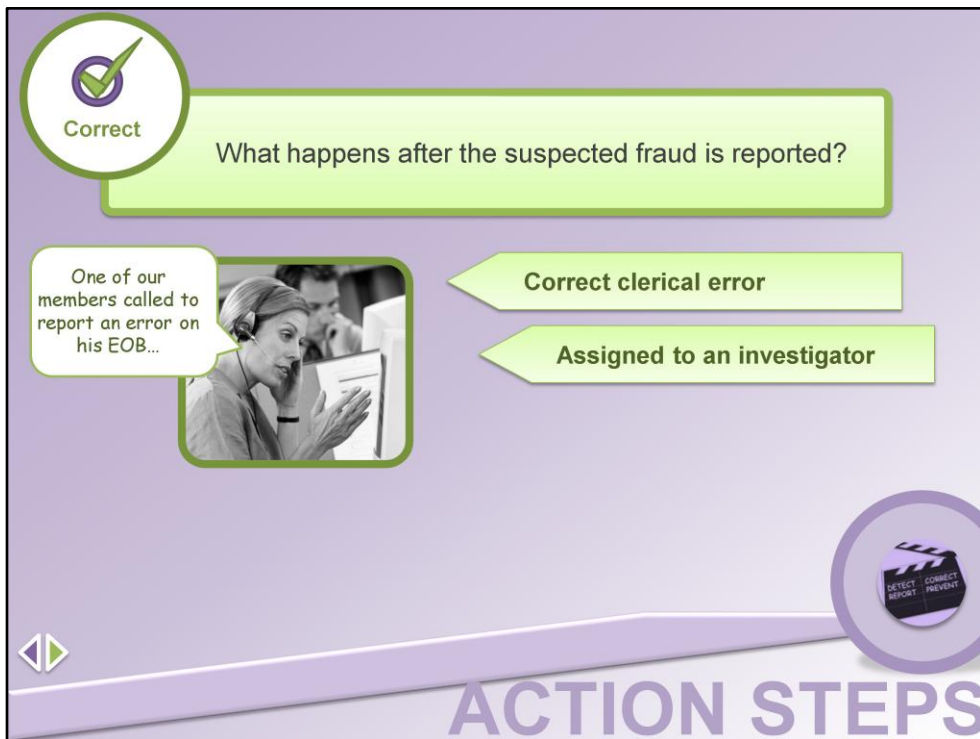 Correct
What happens after the suspected fraud is reported?
One of our
members called to
report an error on
his EOB...
Correct clerical error
Assigned to an investigator
DETECT CORRECT
REPORT PREVENT
ACTION STEPS